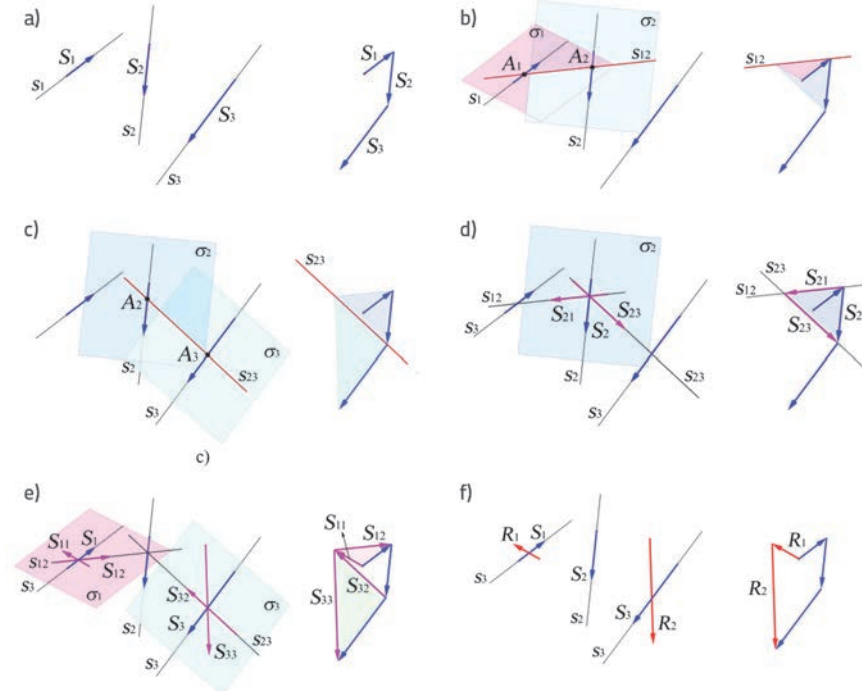 a)
S1
s1
S2
s2
S3
s3
S1
S2
S3
b)
σ1
σ2
s12
A1
A2
s1
s2
s12
c)
σ2
A2
A3
σ3
s2
s23
s3
s23
c)
d)
σ2
s12
S21
S23
S2
s3
s2
s23
s3
s23
S21
s12
S2
S23
e)
S11
S1
s12
S12
s3
σ1
S32
σ3
S3
s2
s23
S33
s3
S11
S12
S32
S33
f)
R1
S1
s3
S2
S3
s2
R2
s3
R1
R2